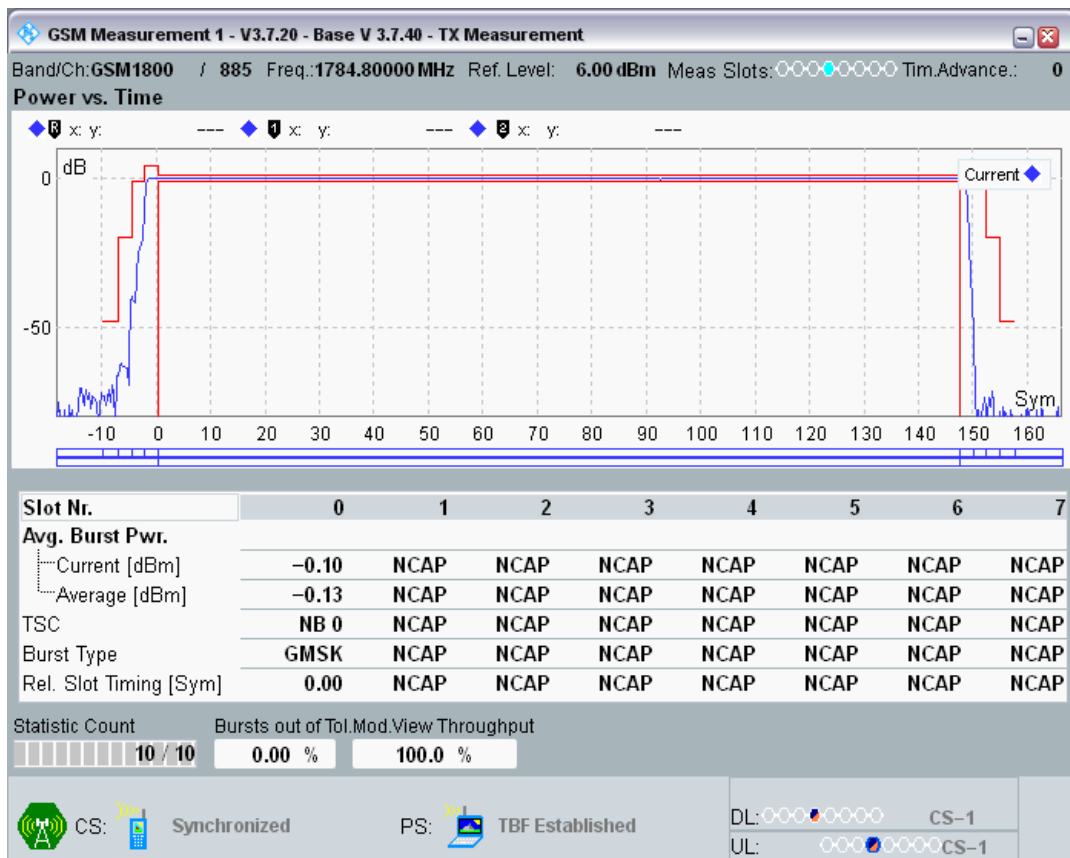 GSM Measurement 1 - V3.7.20 - Base V 3.7.40 - TX Measurement
Band/Ch:GSM1800 / 885 Freq.:1784.80000 MHz Ref. Level: 6.00 dBm Meas Slots: Tim.Advance.: 0
Power vs. Time
R x: y: --- 1 x: y: --- 2 x: y: ---
dB
0
Current
-50
Sym
-10 0 10 20 30 40 50 60 70 80 90 100 110 120 130 140 150 160
Slot Nr. 0 1 2 3 4 5 6 7
Avg. Burst Pwr.
Current [dBm] −0.10 NCAP NCAP NCAP NCAP NCAP NCAP NCAP
Average [dBm] −0.13 NCAP NCAP NCAP NCAP NCAP NCAP NCAP
TSC NB 0 NCAP NCAP NCAP NCAP NCAP NCAP NCAP
Burst Type GMSK NCAP NCAP NCAP NCAP NCAP NCAP NCAP
Rel. Slot Timing [Sym] 0.00 NCAP NCAP NCAP NCAP NCAP NCAP NCAP
Statistic Count Bursts out of Tol.Mod.View Throughput
10 / 10 0.00 % 100.0 %
CS: Synchronized PS: TBF Established
DL: CS−1
UL: CS−1